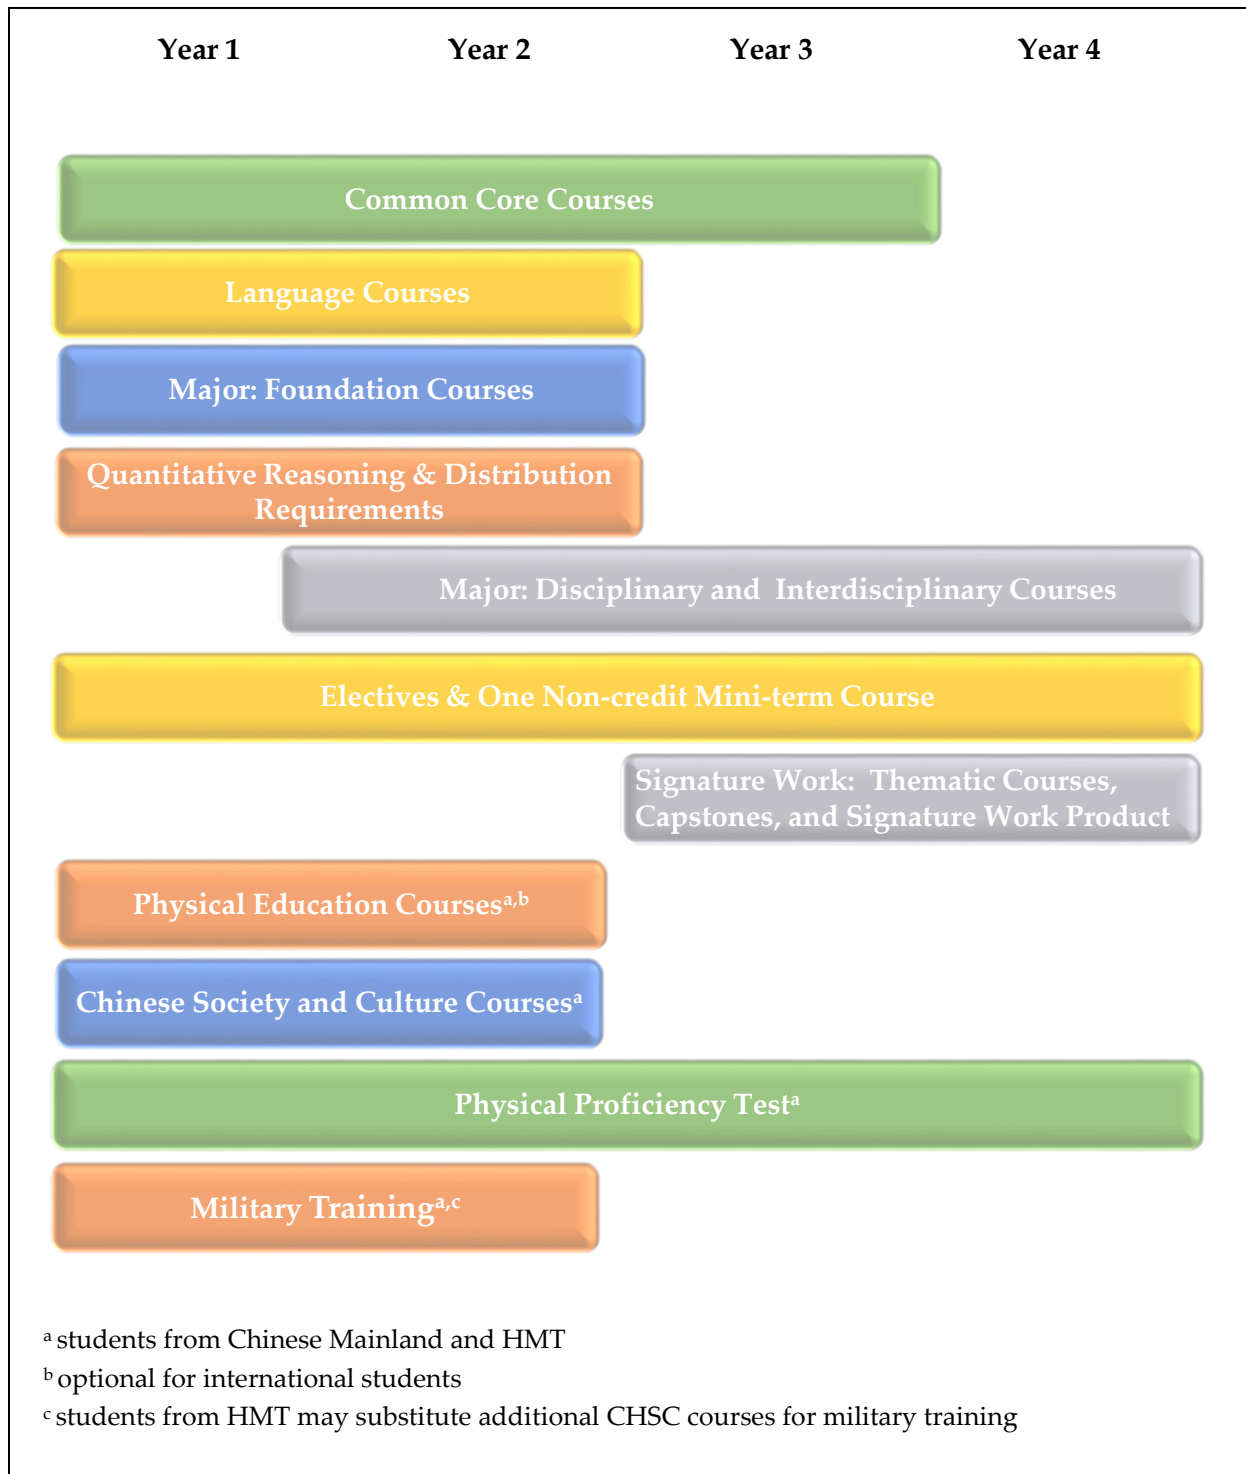 Year 1 Year 2 Year 3 Year 4
Common Core Courses
Language Courses
Major: Foundation Courses
Quantitative Reasoning & Distribution
Requirements
Major: Disciplinary and  Interdisciplinary Courses
Electives & One Non-credit Mini-term Course
Signature Work:  Thematic Courses,
Capstones, and Signature Work Product
Physical Education Coursesa,b
Chinese Society and Culture Coursesa
Physical Proficiency Testa
Military Traininga,c
a students from Chinese Mainland and HMT
b optional for international students
c students from HMT may substitute additional CHSC courses for military training